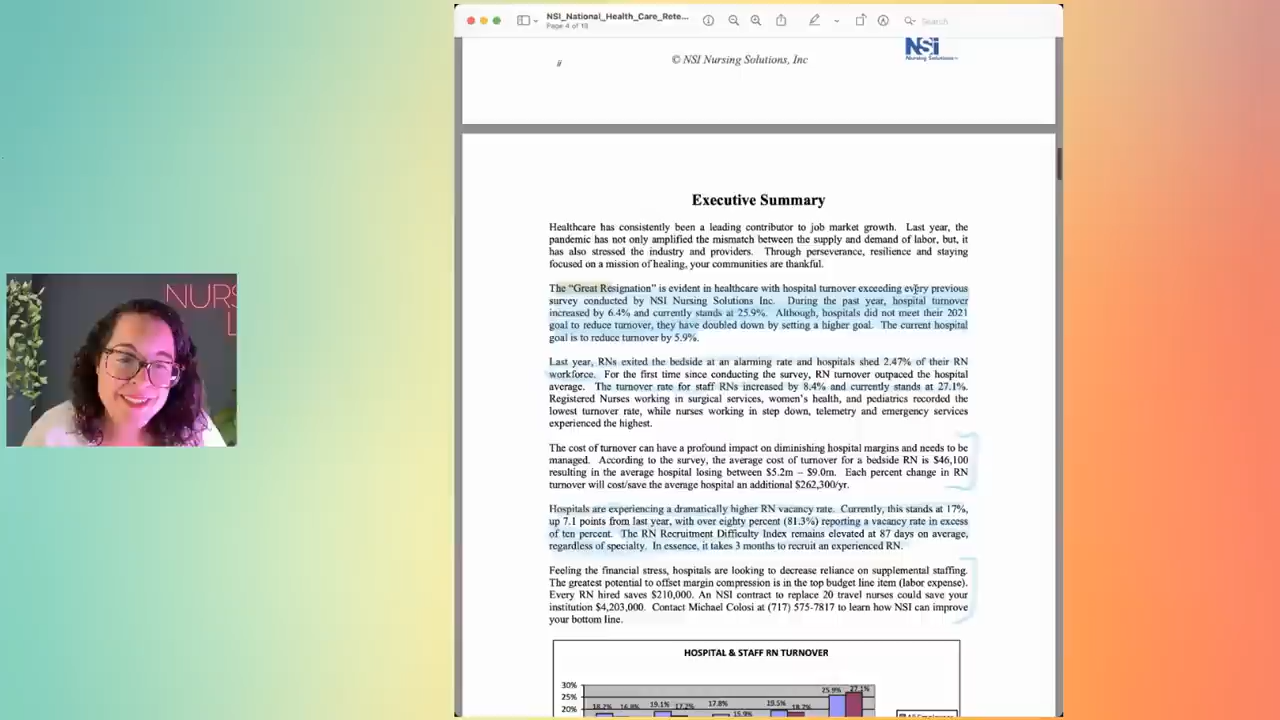 NSI_National_Health_Care_Rete...
Page 4 of 18
Search
ii
© NSI Nursing Solutions, Inc
NSi
Nursing Solutions
Executive Summary
Healthcare has consistently been a leading contributor to job market growth. Last year, the
pandemic has not only amplified the mismatch between the supply and demand of labor, but, it
has also stressed the industry and providers. Through perseverance, resilience and staying
focused on a mission of healing, your communities are thankful.
The “Great Resignation” is evident in healthcare with hospital turnover exceeding every previous
survey conducted by NSI Nursing Solutions Inc. During the past year, hospital turnover
increased by 6.4% and currently stands at 25.9%. Although, hospitals did not meet their 2021
goal to reduce turnover, they have doubled down by setting a higher goal. The current hospital
goal is to reduce turnover by 5.9%.
Last year, RNs exited the bedside at an alarming rate and hospitals shed 2.47% of their RN
workforce. For the first time since conducting the survey, RN turnover outpaced the hospital
average. The turnover rate for staff RNs increased by 8.4% and currently stands at 27.1%.
Registered Nurses working in surgical services, women’s health, and pediatrics recorded the
lowest turnover rate, while nurses working in step down, telemetry and emergency services
experienced the highest.
The cost of turnover can have a profound impact on diminishing hospital margins and needs to be
managed. According to the survey, the average cost of turnover for a bedside RN is $46,100
resulting in the average hospital losing between $5.2m – $9.0m. Each percent change in RN
turnover will cost/save the average hospital an additional $262,300/yr.
Hospitals are experiencing a dramatically higher RN vacancy rate. Currently, this stands at 17%,
up 7.1 points from last year, with over eighty percent (81.3%) reporting a vacancy rate in excess
of ten percent. The RN Recruitment Difficulty Index remains elevated at 87 days on average,
regardless of specialty. In essence, it takes 3 months to recruit an experienced RN.
Feeling the financial stress, hospitals are looking to decrease reliance on supplemental staffing.
The greatest potential to offset margin compression is in the top budget line item (labor expense).
Every RN hired saves $210,000. An NSI contract to replace 20 travel nurses could save your
institution $4,203,000. Contact Michael Colosi at (717) 575-7817 to learn how NSI can improve
your bottom line.
HOSPITAL & STAFF RN TURNOVER
30%
25%
20%
18.2% 16.8% 19.1% 17.2% 17.8% 15.9% 19.5% 18.7% 25.9% 27.1%
All Employees
NURS
L